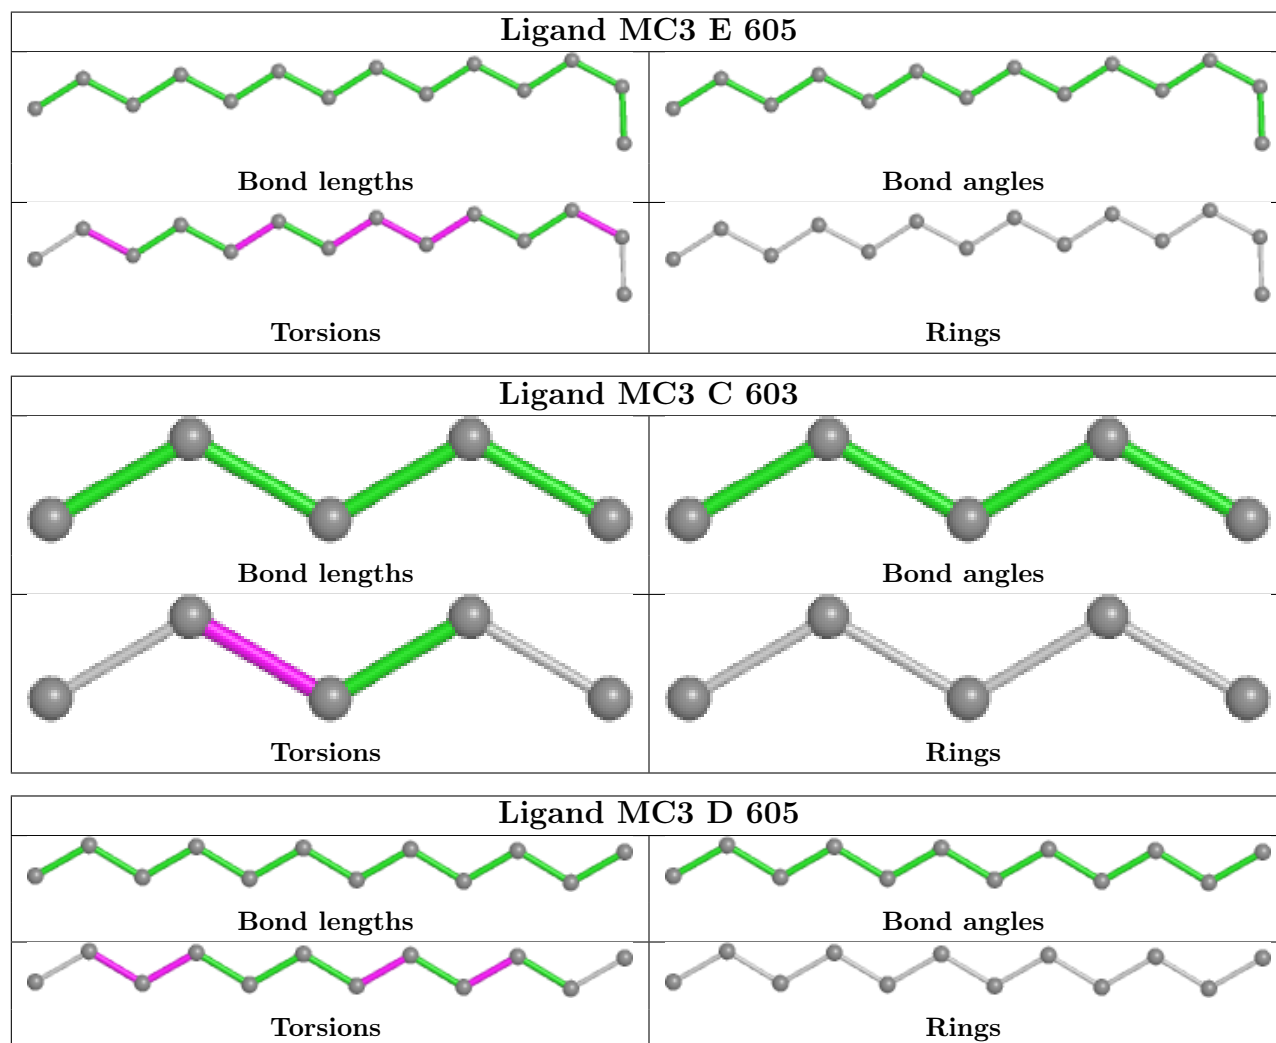 Ligand MC3 E 605
Bond lengths
Bond angles
Torsions
Rings
Ligand MC3 C 603
Bond lengths
Bond angles
Torsions
Rings
Ligand MC3 D 605
Bond lengths
Bond angles
Torsions
Rings